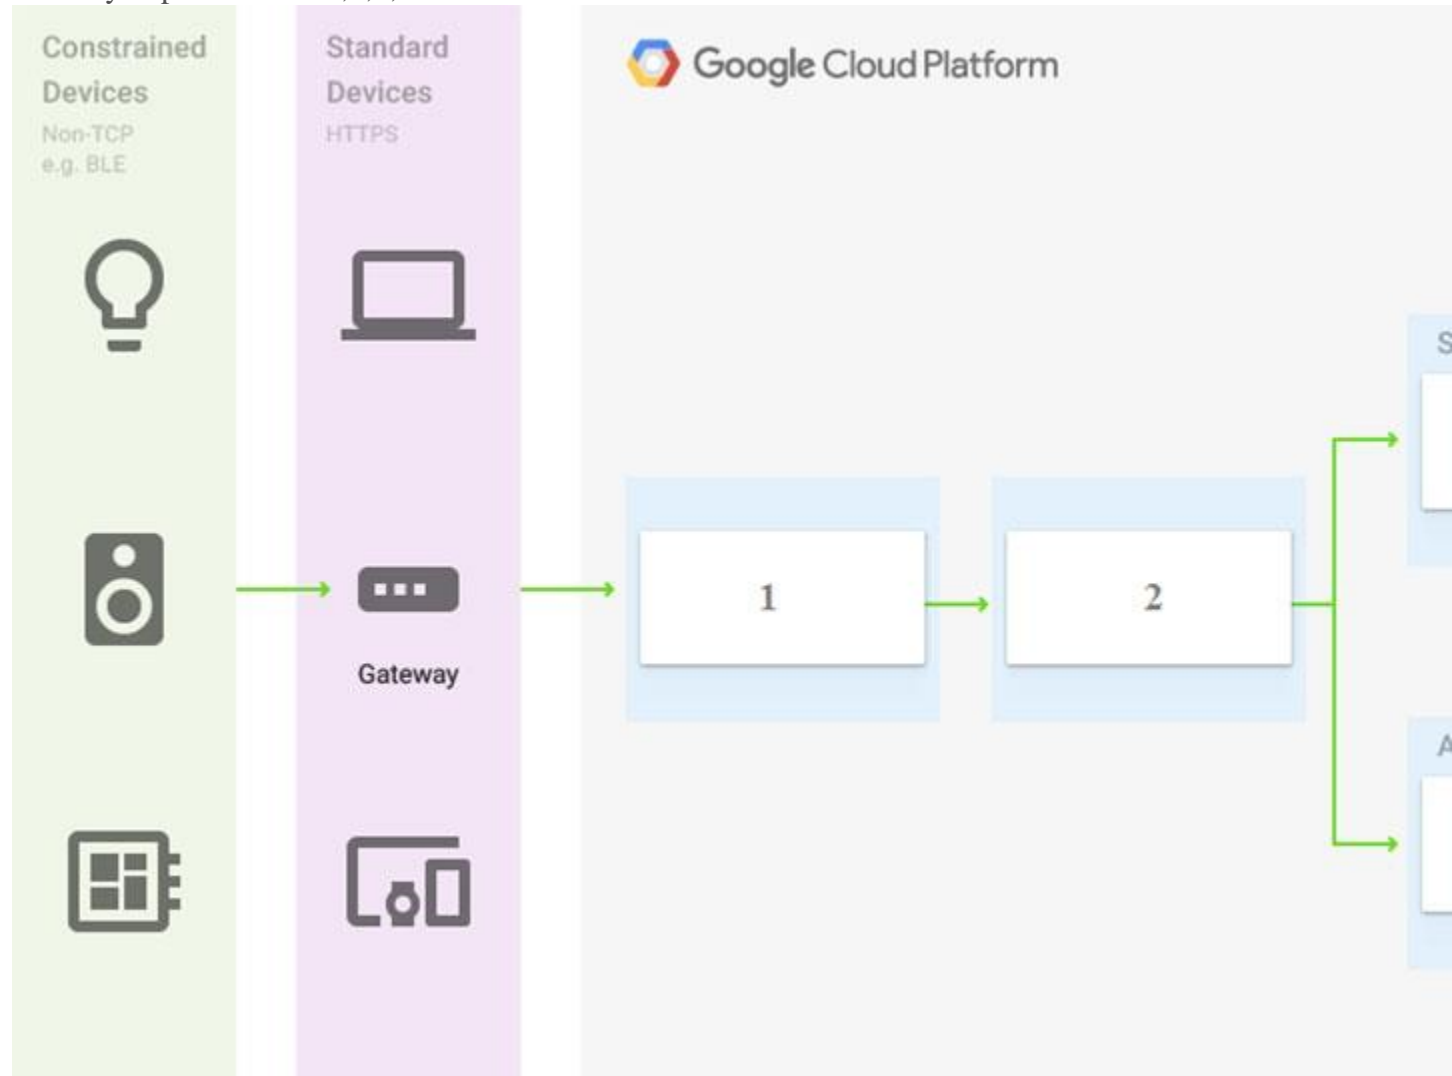 Constrained
Devices
Non-TCP
e.g. BLE
Standard
Devices
HTTPS
Google Cloud Platform
S
1
2
Gateway
A